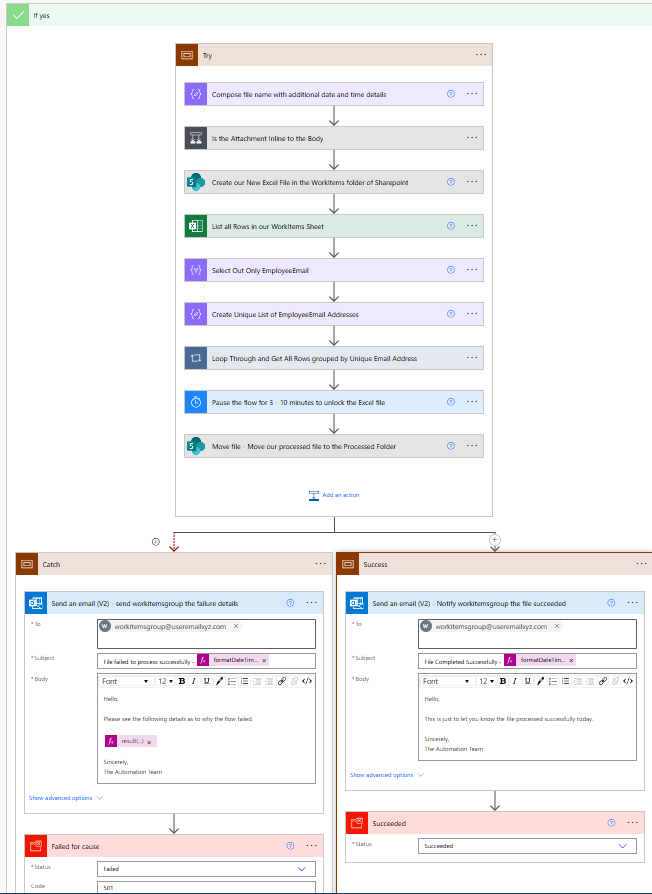 If yes
Try
Compose file name with additional date and time details
Is the Attachment Inline to the Body
Create our New Excel File in the WorkItems folder of Sharepoint
List all Rows in our WorkItems Sheet
Select Out Only EmployeeEmail
Create Unique List of EmployeeEmail Addresses
Loop Through and Get All Rows grouped by Unique Email Address
Pause the flow for 3 - 10 minutes to unlock the Excel file
Move file - Move our processed file to the Processed Folder
Add an action
Catch
Send an email (V2) - send workitemsgroup the failure details
* To
W workitemsgroup@useremailxyz.com ×
* Subject
File failed to process successfully - fx formatDateTim... ×
* Body
Font 12 B I U </>
Hello,
Please see the following details as to why the flow failed.
fx result(...) ×
Sincerely,
The Automation Team
Show advanced options
Failed for cause
* Status
Failed
Code
501
Success
Send an email (V2) - Notify workitemsgroup the file succeeded
* To
W workitemsgroup@useremailxyz.com ×
* Subject
File Completed Successfully - fx formatDateTim... ×
* Body
Font 12 B I U </>
Hello,
This is just to let you know the file processed successfully today.
Sincerely,
The Automation Team
Show advanced options
Succeeded
* Status
Succeeded